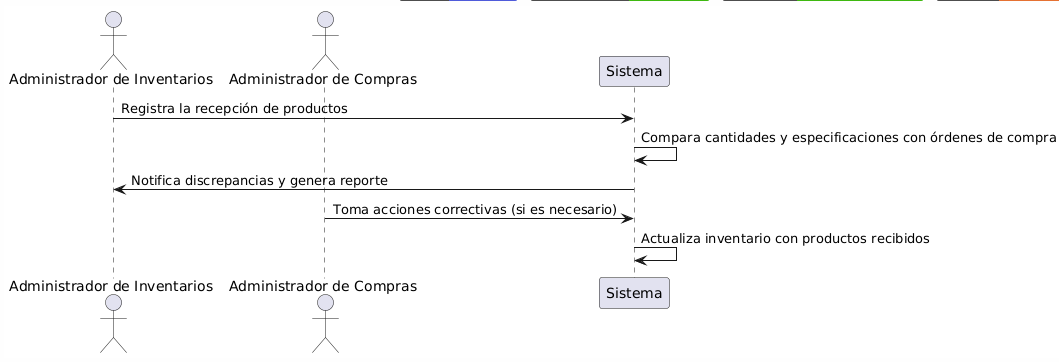 Administrador de Inventarios
Administrador de Compras
Sistema
Registra la recepción de productos
Compara cantidades y especificaciones con órdenes de compra
Notifica discrepancias y genera reporte
Toma acciones correctivas (si es necesario)
Actualiza inventario con productos recibidos
Administrador de Inventarios
Administrador de Compras
Sistema